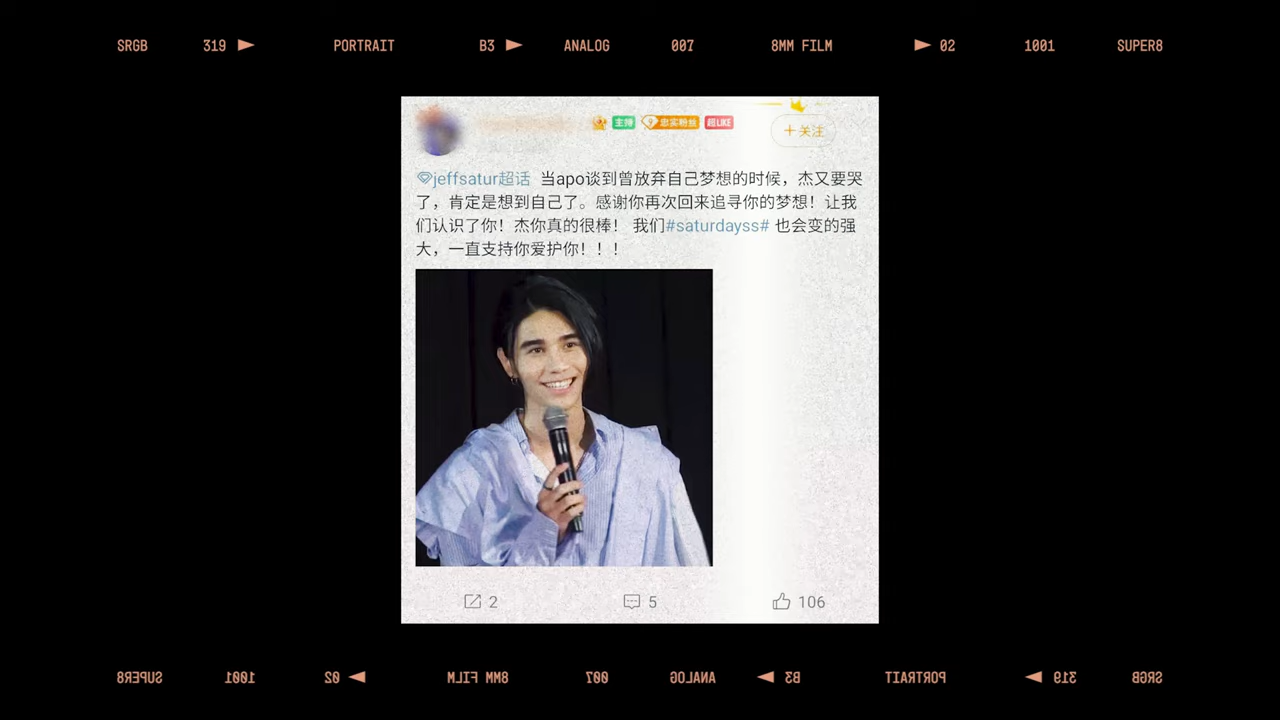 SRGB 319 ▶ PORTRAIT B3 ▶ ANALOG 007 8MM FILM ▶ 02 1001 SUPER8
主持 忠实粉丝 超LIKE
+关注
jeffsatur超话 当apo谈到曾放弃自己梦想的时候，杰又要哭
了，肯定是想到自己了。感谢你再次回来追寻你的梦想！让我
们认识了你！杰你真的很棒！ 我们#saturdayss# 也会变的强
大，一直支持你爱护你！！！
2 5 106
SUPER8 1001 02 ▶ 8MM FILM 007 ANALOG ▶ B3 PORTRAIT ▶ 319 SRGB